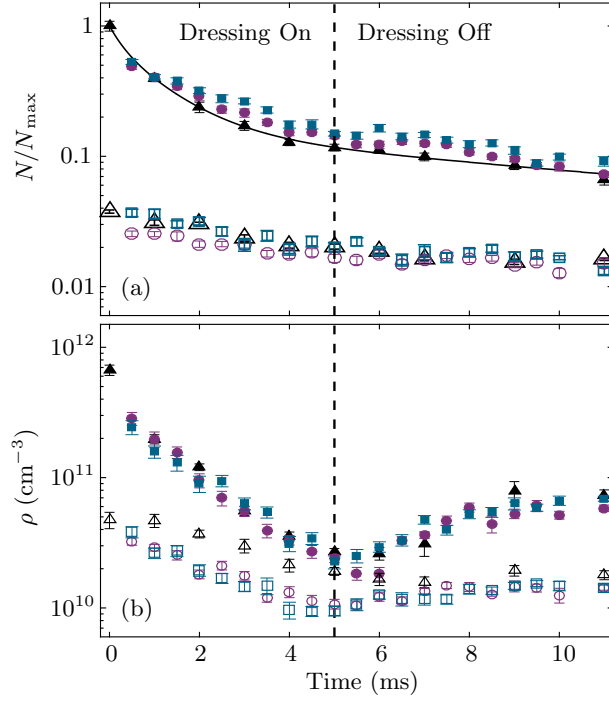 Dressing On Dressing Off
1
0.1
0.01
N/N_max
(a)
10^12
10^11
10^10
ρ (cm^−3)
(b)
0 2 4 6 8 10
Time (ms)